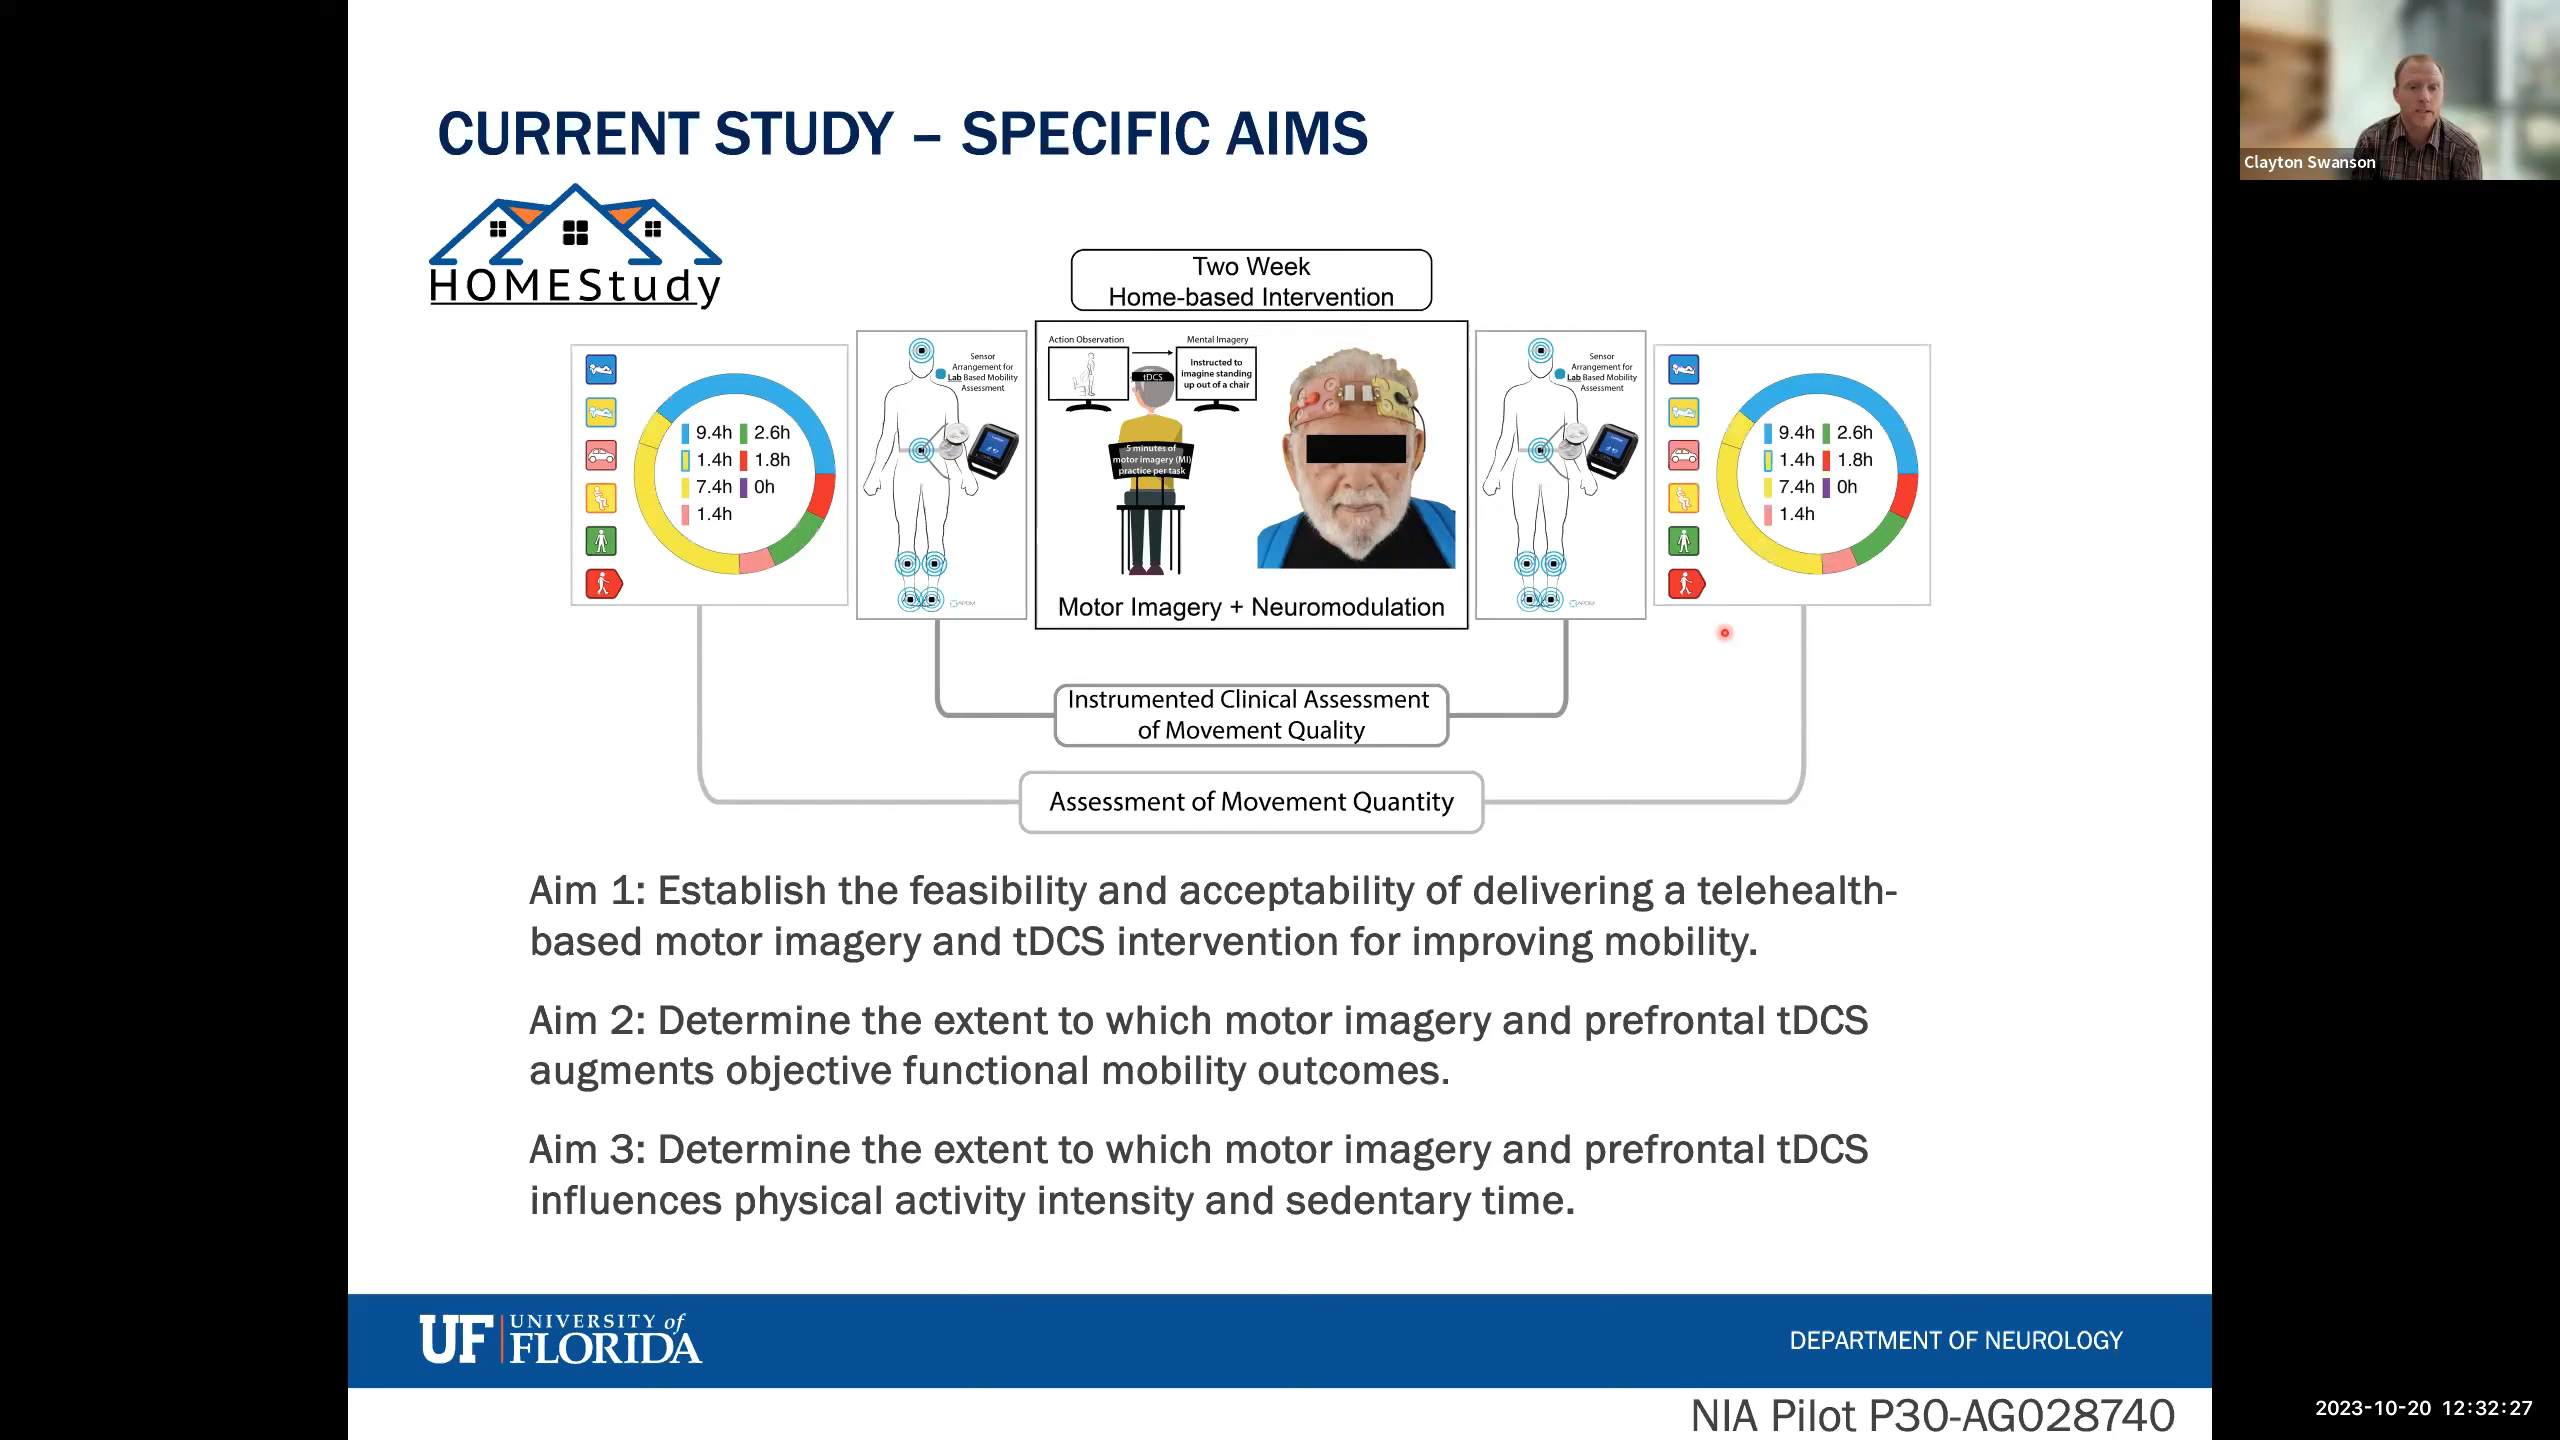 CURRENT STUDY – SPECIFIC AIMS
Clayton Swanson
HOMEStudy
Two Week
Home-based Intervention
9.4h 2.6h
1.4h 1.8h
7.4h 0h
1.4h
Sensor
Arrangement for
Lab Based Mobility
Assessment
APDM
Action Observation
Mental Imagery
Instructed to
imagine standing
up out of a chair
tDCS
5 minutes of
motor imagery (MI)
practice per task
Motor Imagery + Neuromodulation
Sensor
Arrangement for
Lab Based Mobility
Assessment
APDM
9.4h 2.6h
1.4h 1.8h
7.4h 0h
1.4h
Instrumented Clinical Assessment
of Movement Quality
Assessment of Movement Quantity
Aim 1: Establish the feasibility and acceptability of delivering a telehealth-
based motor imagery and tDCS intervention for improving mobility.
Aim 2: Determine the extent to which motor imagery and prefrontal tDCS
augments objective functional mobility outcomes.
Aim 3: Determine the extent to which motor imagery and prefrontal tDCS
influences physical activity intensity and sedentary time.
UF UNIVERSITY of
FLORIDA
DEPARTMENT OF NEUROLOGY
NIA Pilot P30-AG028740
2023-10-20 12:32:27